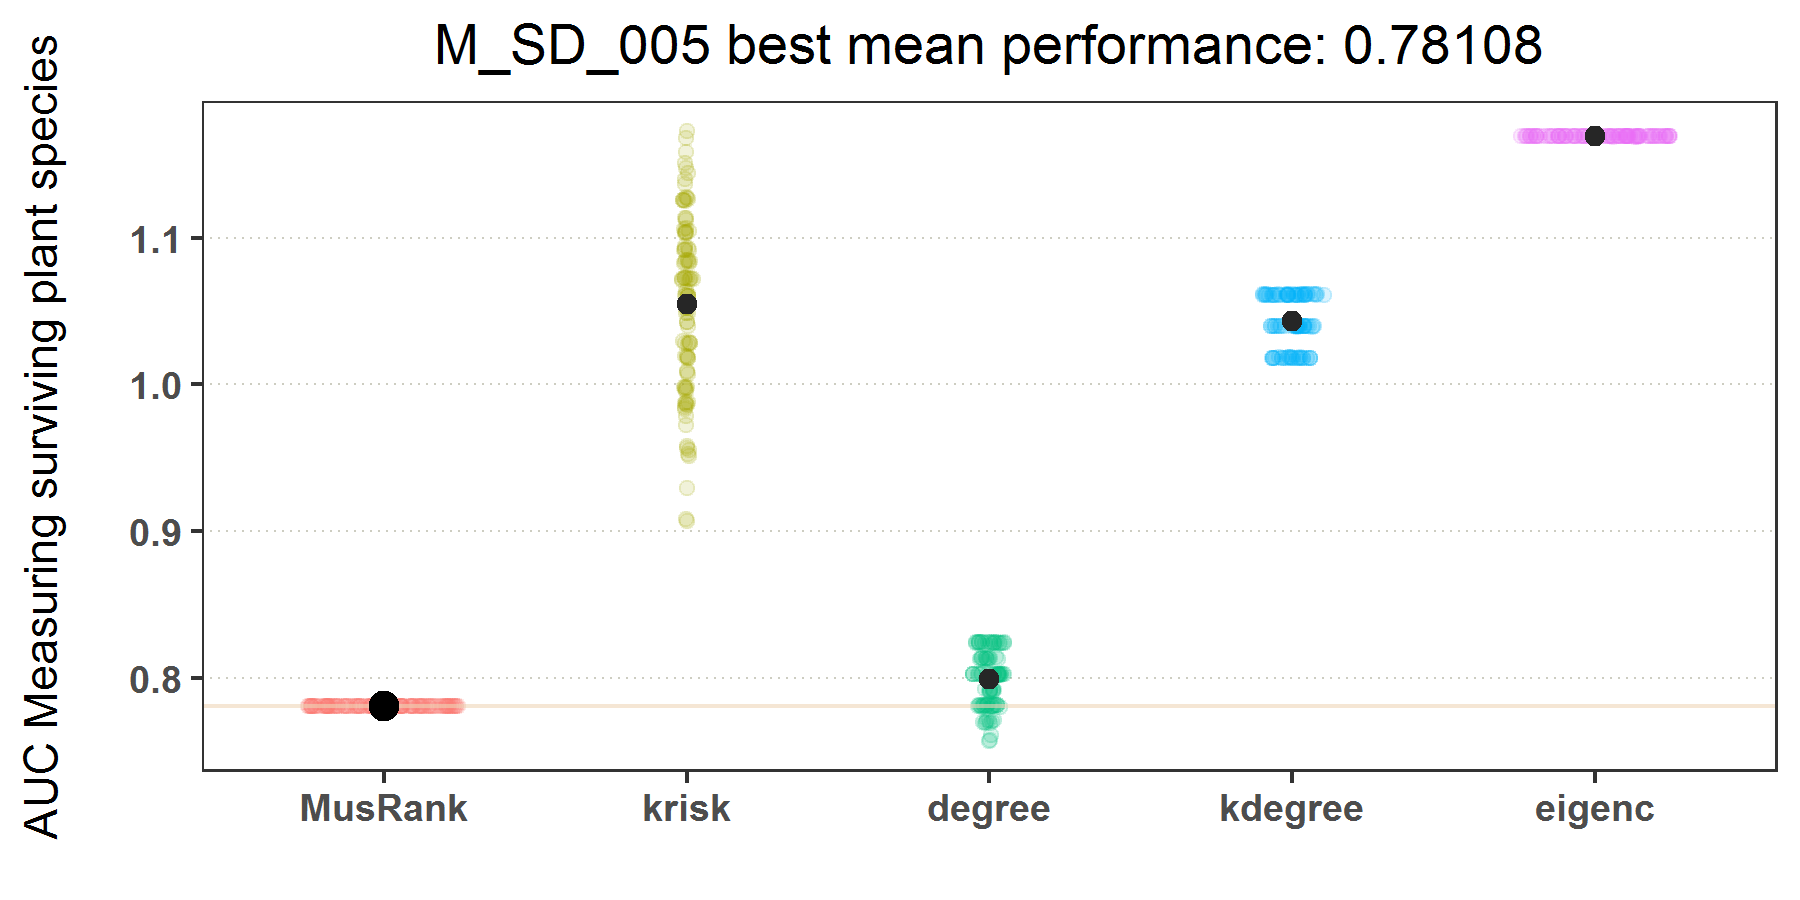 M_SD_005 best mean performance: 0.78108
AUC Measuring surviving plant species
1.1
1.0
0.9
0.8
MusRank krisk degree kdegree eigenc